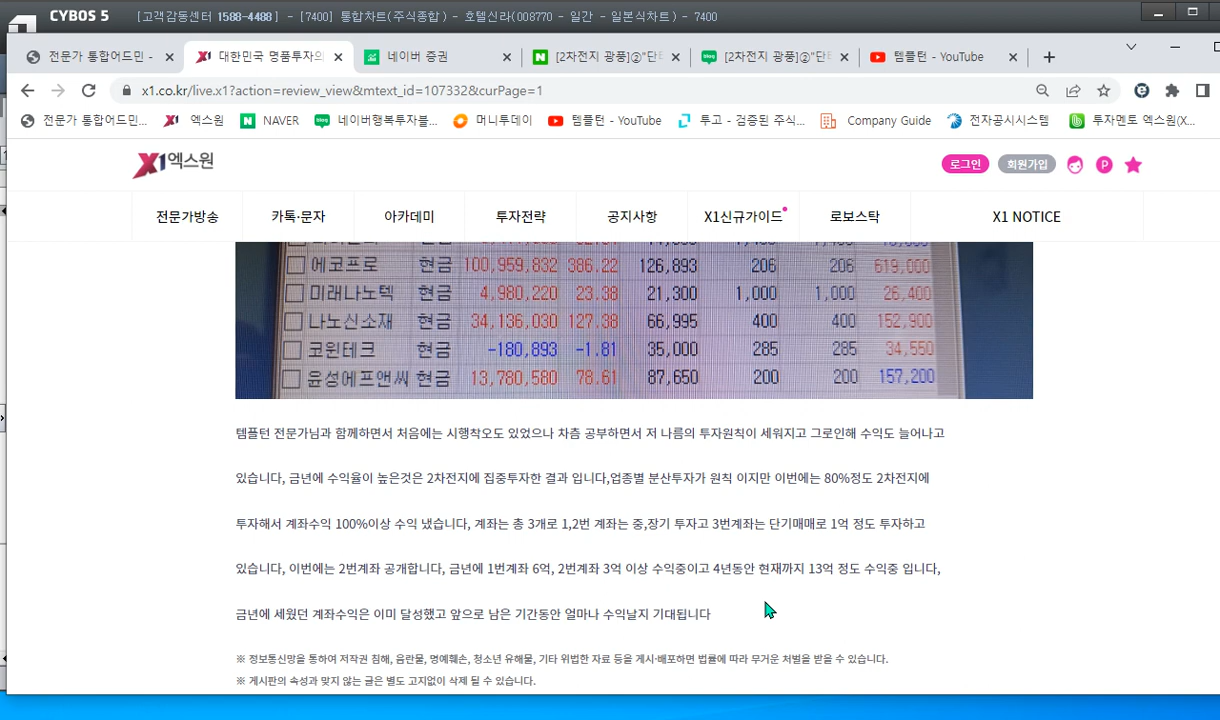 CYBOS 5 [고객감동센터 1588-4488] - [7400] 통합차트(주식종합) - 호텔신라(008770 - 일간 - 일본식차트) - 7400
전문가 통합어드민 - 대한민국 명품투자의 네이버 증권 [2차전지 광풍]②"단타 [2차전지 광풍]②"단타 템플턴 - YouTube
x1.co.kr/live.x1?action=review_view&mtext_id=107332&curPage=1
전문가 통합어드민... 엑스원 NAVER 네이버행복투자블... 머니투데이 템플턴 - YouTube 투고 - 검증된 주식... Company Guide 전자공시시스템 투자멘토 엑스원(X...
X1엑스원 로그인 회원가입 P
전문가방송 카톡·문자 아카데미 투자전략 공지사항 X1신규가이드 로보스탁 X1 NOTICE
에코프로 현금 100,959,832 386.22 126,893 206 206 619,000
미래나노텍 현금 4,980,220 23.38 21,300 1,000 1,000 26,400
나노신소재 현금 34,136,030 127.38 66,995 400 400 152,900
코윈테크 현금 -180,893 -1.81 35,000 285 285 34,550
윤성에프앤씨 현금 13,780,580 78.61 87,650 200 200 157,200
템플턴 전문가님과 함께하면서 처음에는 시행착오도 있었으나 차츰 공부하면서 저 나름의 투자원칙이 세워지고 그로인해 수익도 늘어나고
있습니다, 금년에 수익율이 높은것은 2차전지에 집중투자한 결과 입니다,업종별 분산투자가 원칙 이지만 이번에는 80%정도 2차전지에
투자해서 계좌수익 100%이상 수익 냈습니다, 계좌는 총 3개로 1,2번 계좌는 중,장기 투자고 3번계좌는 단기매매로 1억 정도 투자하고
있습니다, 이번에는 2번계좌 공개합니다, 금년에 1번계좌 6억, 2번계좌 3억 이상 수익중이고 4년동안 현재까지 13억 정도 수익중 입니다,
금년에 세웠던 계좌수익은 이미 달성했고 앞으로 남은 기간동안 얼마나 수익날지 기대됩니다
※ 정보통신망을 통하여 저작권 침해, 음란물, 명예훼손, 청소년 유해물, 기타 위법한 자료 등을 게시·배포하면 법률에 따라 무거운 처벌을 받을 수 있습니다.
※ 게시판의 속성과 맞지 않는 글은 별도 고지없이 삭제 될 수 있습니다.